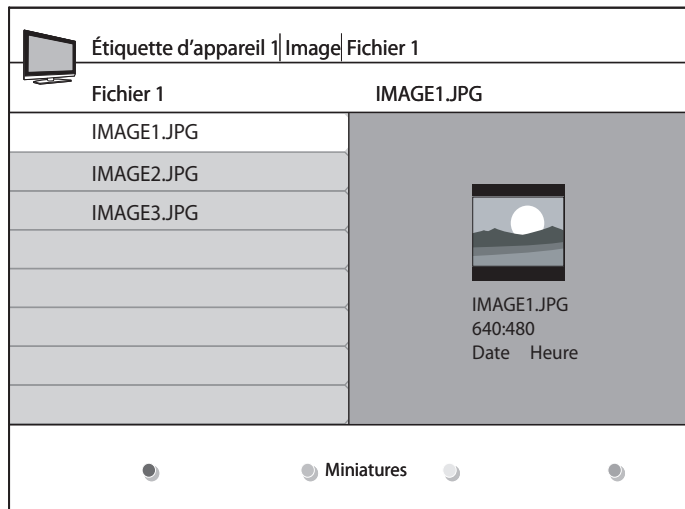 Étiquette d’appareil 1 Image Fichier 1
Fichier 1 IMAGE1.JPG
IMAGE1.JPG
IMAGE2.JPG
IMAGE3.JPG
IMAGE1.JPG
640:480
Date Heure
Miniatures